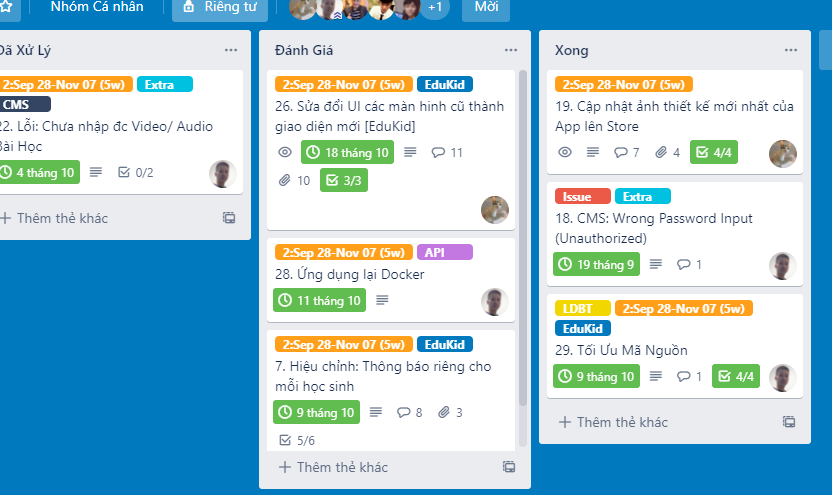 Nhóm Cá nhân
Riêng tư
+1
Mời
Đã Xử Lý
2:Sep 28-Nov 07 (5w) Extra
CMS
22. Lỗi: Chưa nhập đc Video/ Audio
Bài Học
4 tháng 10 0/2
Thêm thẻ khác
Đánh Giá
2:Sep 28-Nov 07 (5w) EduKid
26. Sửa đổi UI các màn hinh cũ thành
giao diện mới [EduKid]
18 tháng 10 11
10 3/3
2:Sep 28-Nov 07 (5w) API
28. Ứng dụng lại Docker
11 tháng 10
2:Sep 28-Nov 07 (5w) EduKid
7. Hiệu chỉnh: Thông báo riêng cho
mỗi học sinh
9 tháng 10 8 3
5/6
Thêm thẻ khác
Xong
2:Sep 28-Nov 07 (5w)
19. Cập nhật ảnh thiết kế mới nhất của
App lên Store
7 4 4/4
Issue Extra
18. CMS: Wrong Password Input
(Unauthorized)
19 tháng 9 1
LDBT 2:Sep 28-Nov 07 (5w)
EduKid
29. Tối Ưu Mã Nguồn
9 tháng 10 1 4/4
Thêm thẻ khác